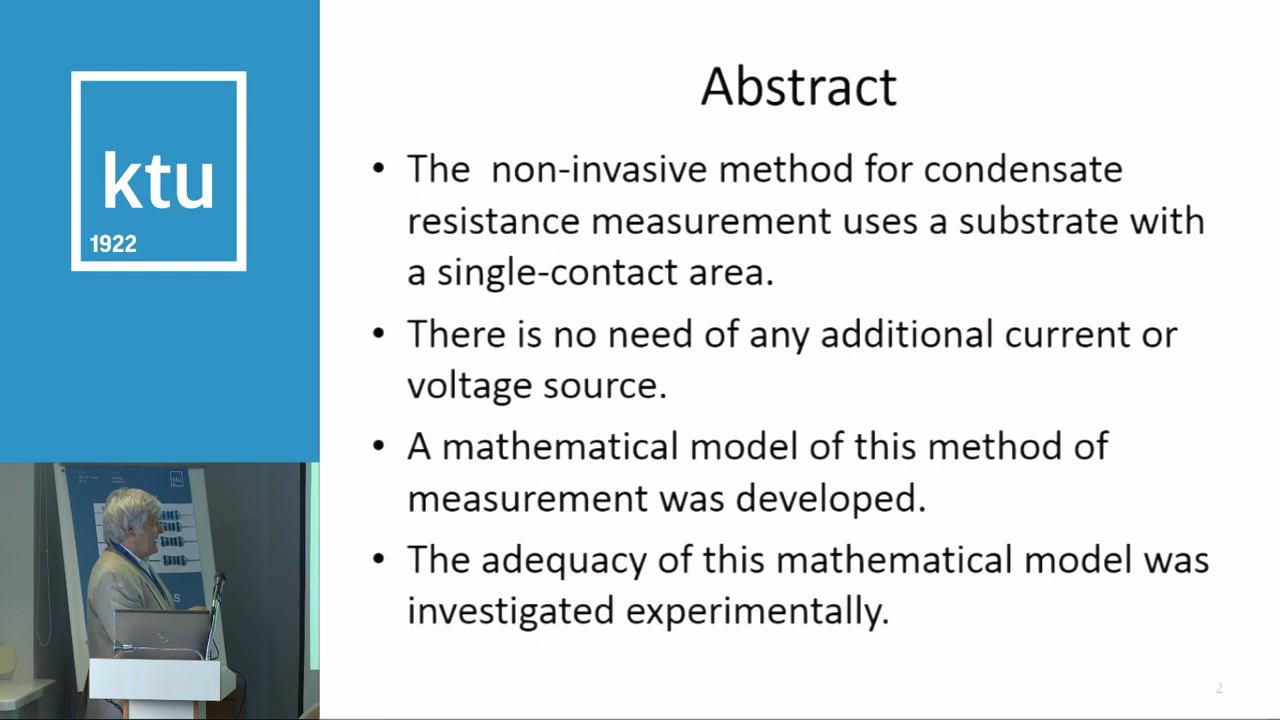 ktu
1922
Abstract
• The  non-invasive method for condensate
resistance measurement uses a substrate with
a single-contact area.
• There is no need of any additional current or
voltage source.
• A mathematical model of this method of
measurement was developed.
• The adequacy of this mathematical model was
investigated experimentally.
2
ktu